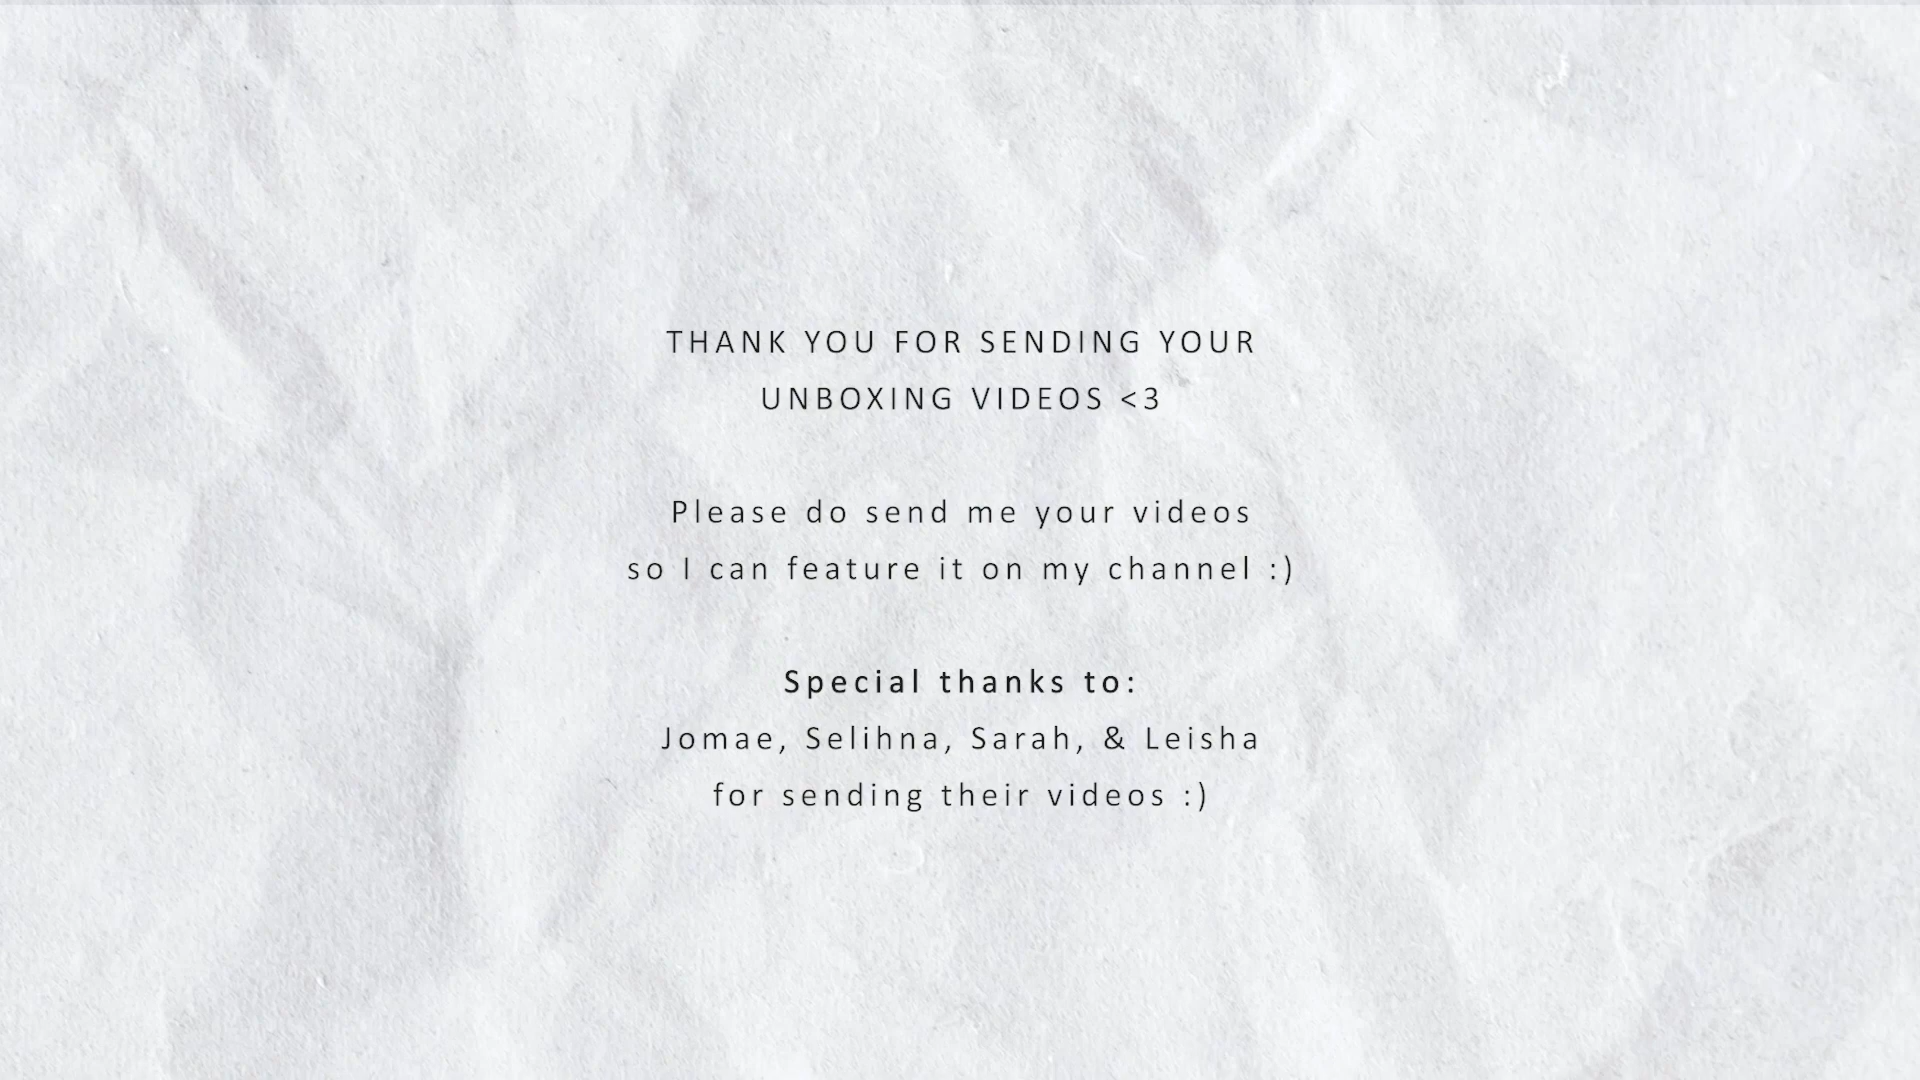 THANK YOU FOR SENDING YOUR
UNBOXING VIDEOS <3
Please do send me your videos
so I can feature it on my channel :)
Special thanks to:
Jomae, Selihna, Sarah, & Leisha
for sending their videos :)